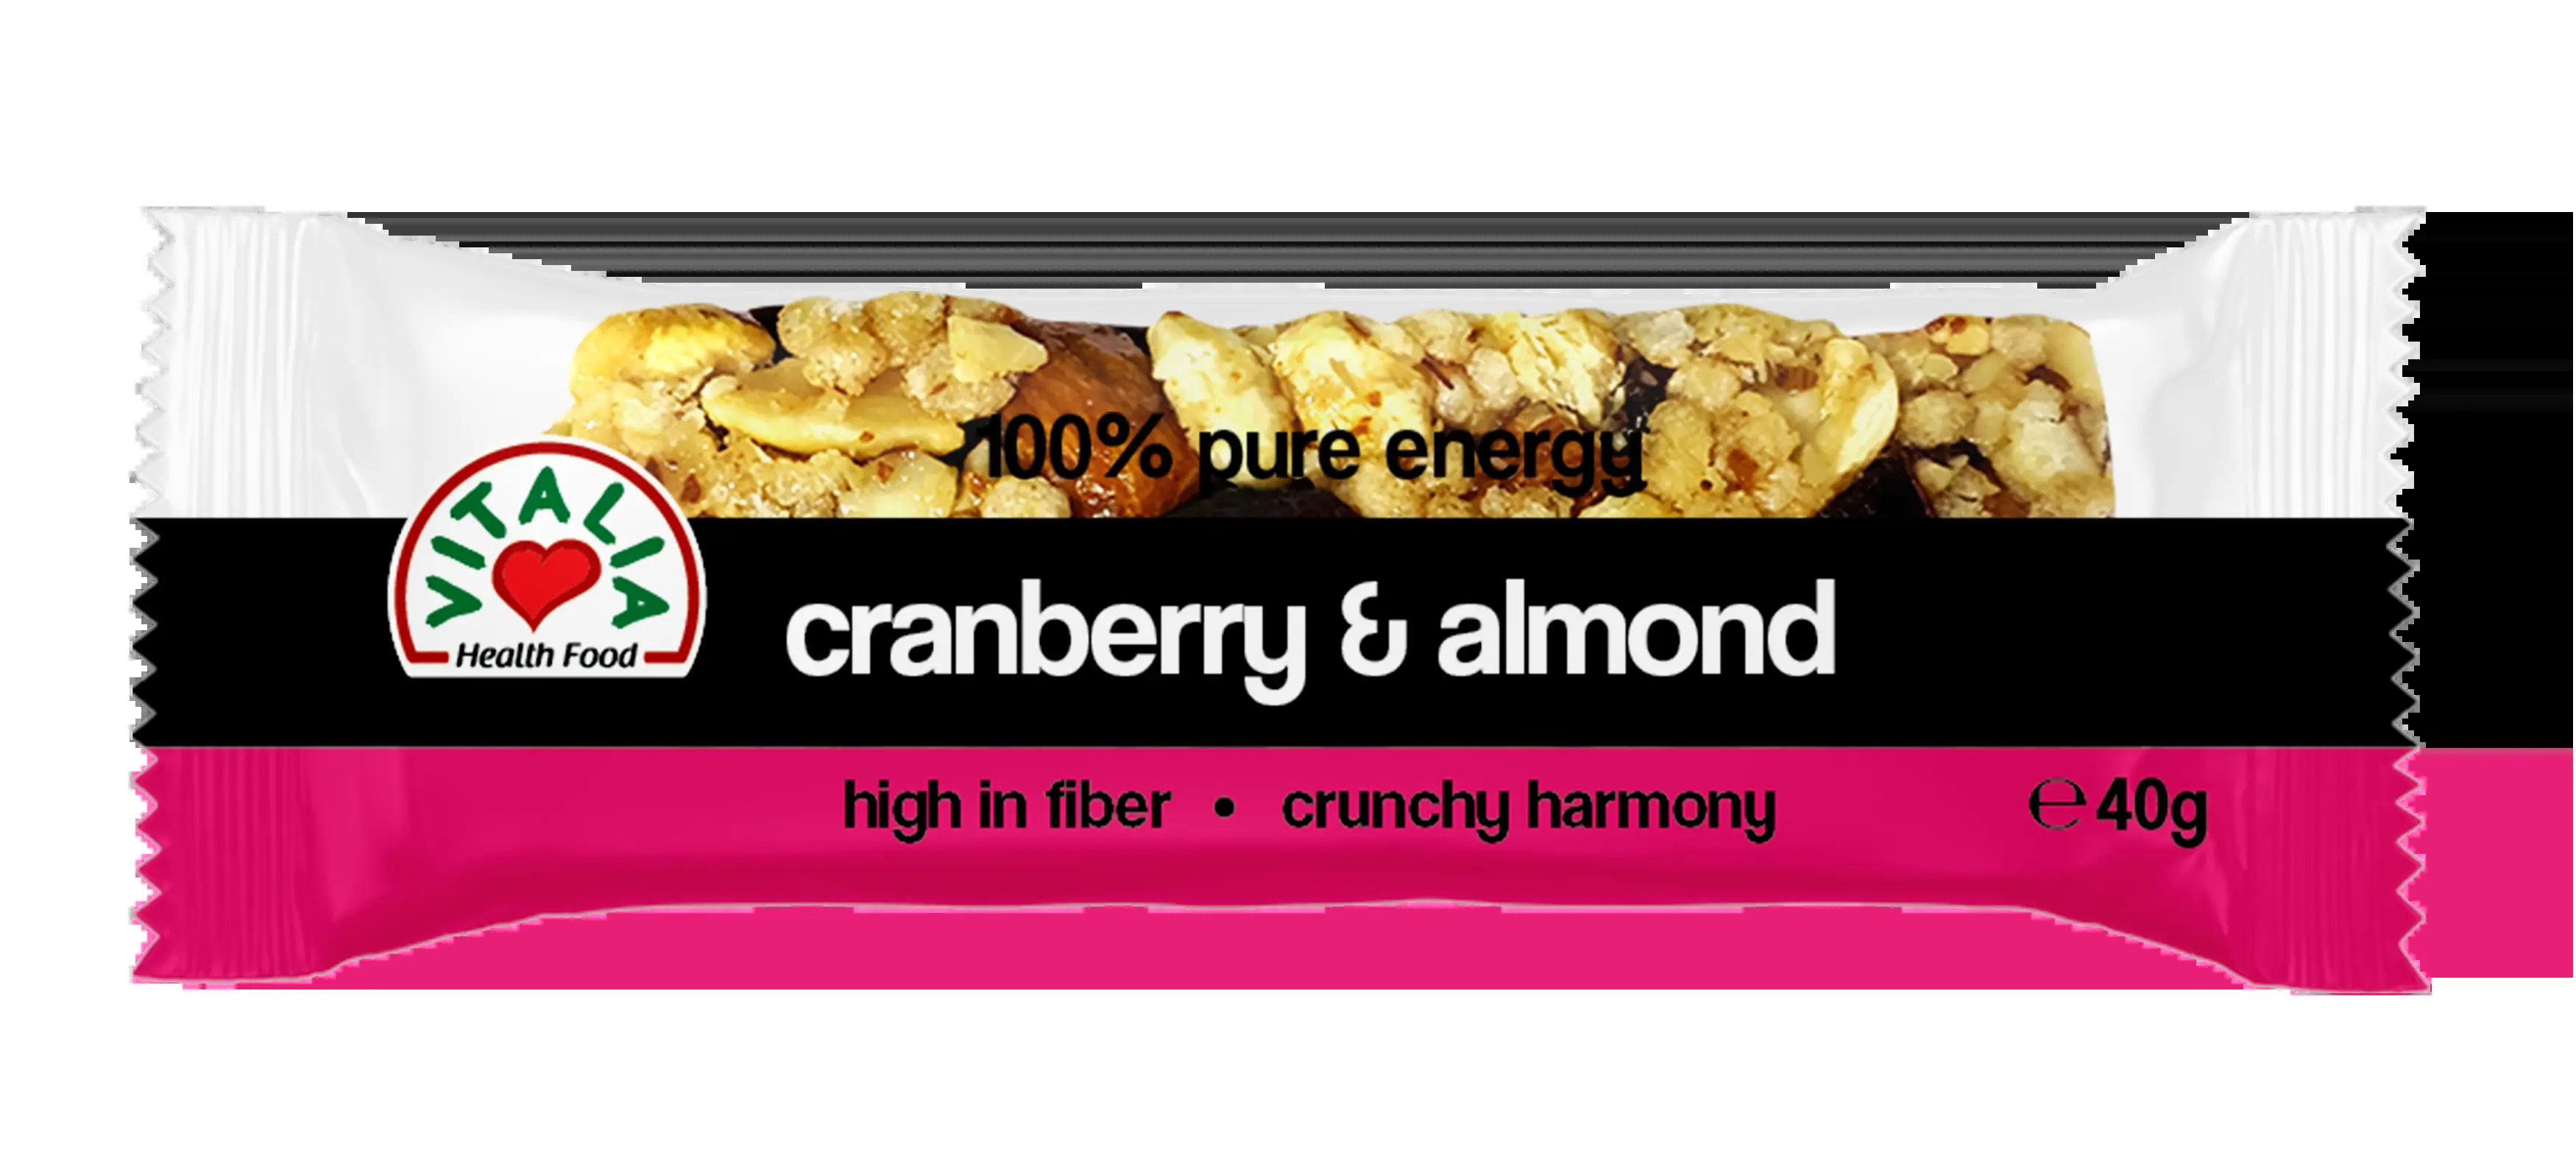 100% pure energy
VITALIA
Health Food
cranberry & almond
high in fiber • crunchy harmony
℮40g